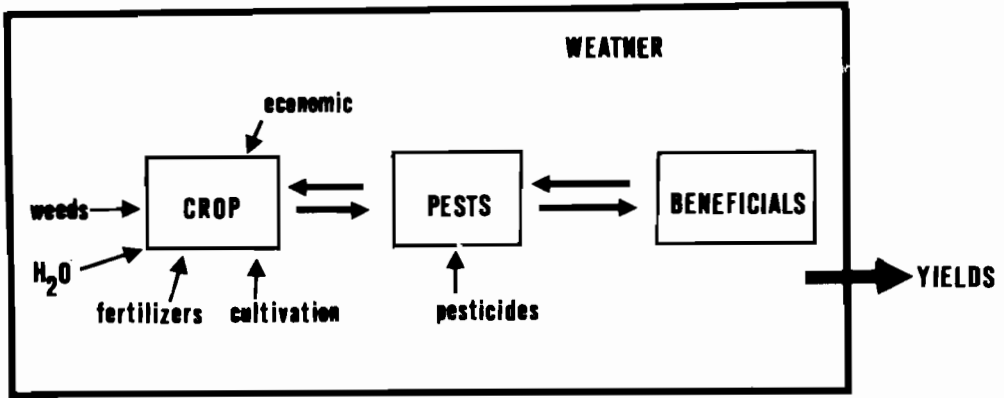 WEATHER
economic
CROP
PESTS
BENEFICIALS
weeds
H₂O
YIELDS
fertilizers
cultivation
pesticides